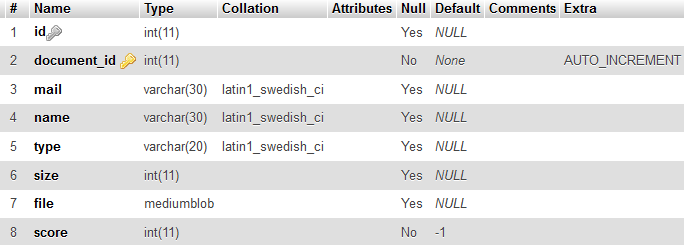 # Name Type Collation Attributes Null Default Comments Extra
1 id int(11) Yes NULL
2 document_id int(11) No None AUTO_INCREMENT
3 mail varchar(30) latin1_swedish_ci Yes NULL
4 name varchar(30) latin1_swedish_ci Yes NULL
5 type varchar(20) latin1_swedish_ci Yes NULL
6 size int(11) Yes NULL
7 file mediumblob Yes NULL
8 score int(11) No -1